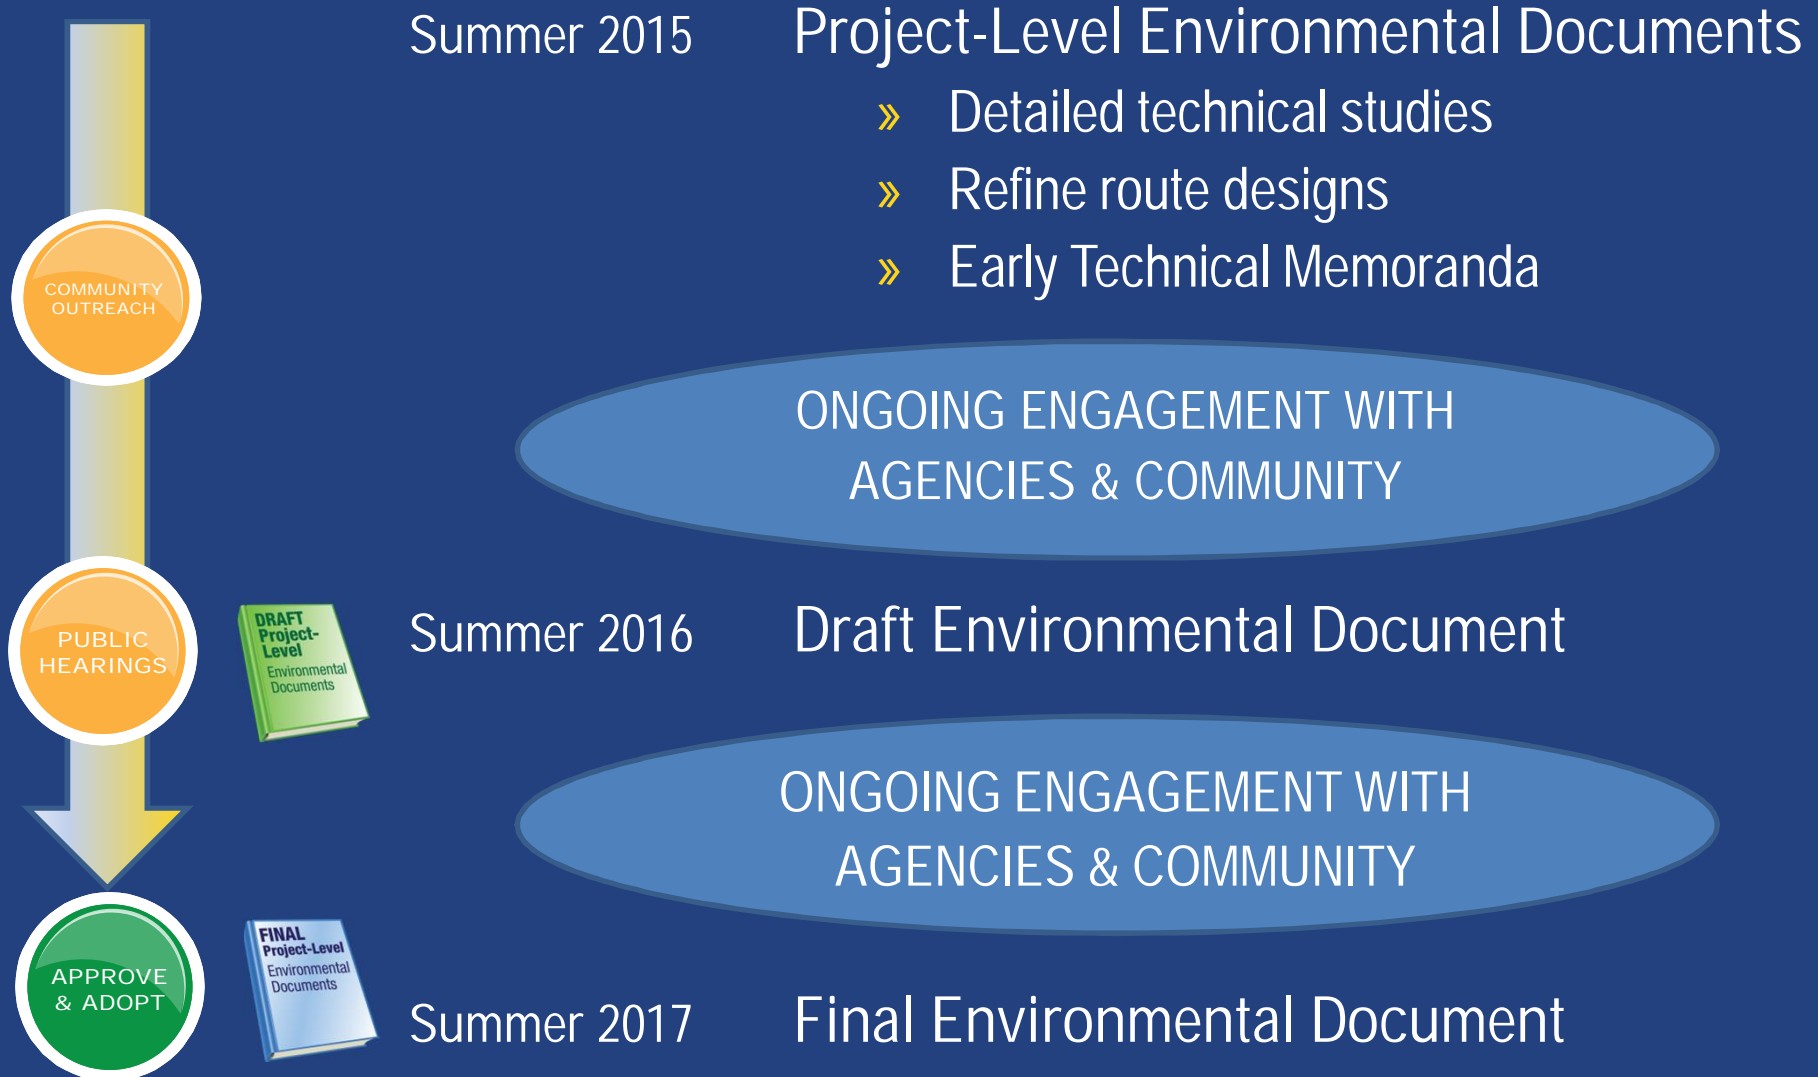 Summer 2015 Project-Level Environmental Documents
» Detailed technical studies
» Refine route designs
» Early Technical Memoranda
COMMUNITY
OUTREACH
ONGOING ENGAGEMENT WITH
AGENCIES & COMMUNITY
PUBLIC
HEARINGS
DRAFT
Project-
Level
Environmental
Documents
Summer 2016 Draft Environmental Document
ONGOING ENGAGEMENT WITH
AGENCIES & COMMUNITY
APPROVE
& ADOPT
FINAL
Project-Level
Environmental
Documents
Summer 2017 Final Environmental Document